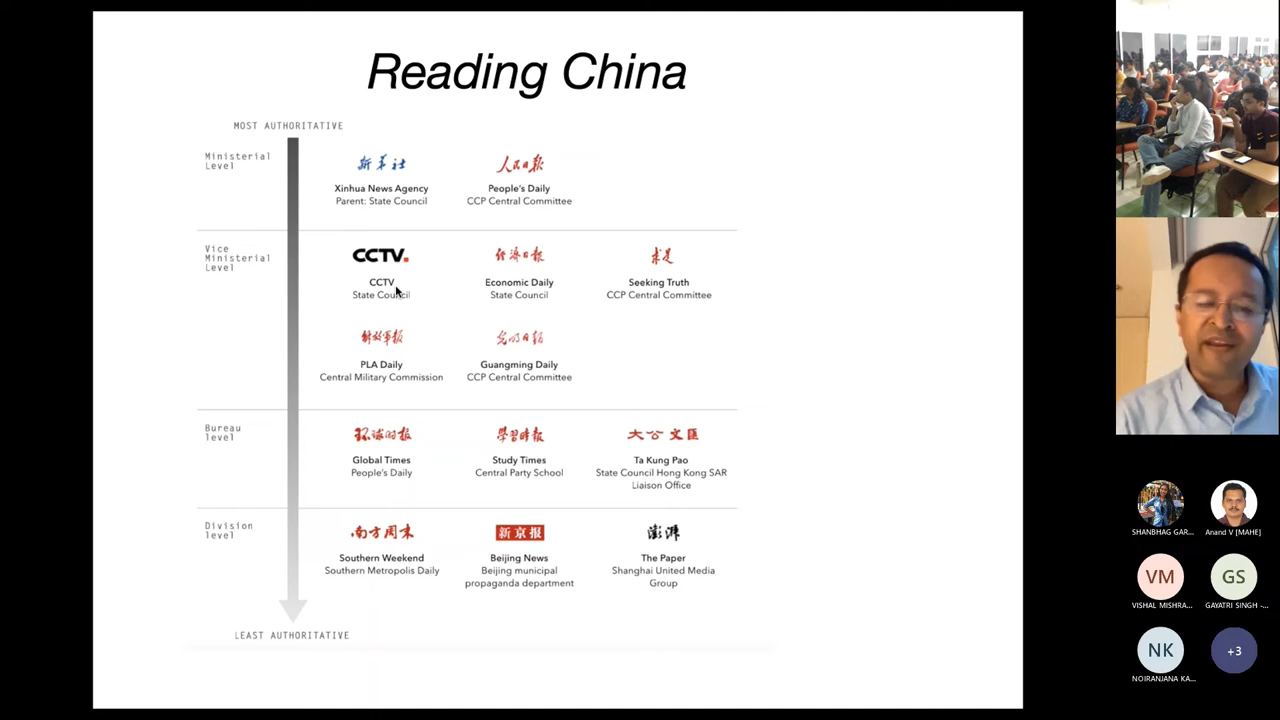 Reading China
MOST AUTHORITATIVE
Ministerial
Level
新华社
人民日报
Xinhua News Agency
Parent: State Council
People's Daily
CCP Central Committee
Vice
Ministerial
Level
CCTV.
经济日报
求是
CCTV
State Council
Economic Daily
State Council
Seeking Truth
CCP Central Committee
解放军报
光明日报
PLA Daily
Central Military Commission
Guangming Daily
CCP Central Committee
Bureau
level
环球时报
學習時報
大公文匯
Global Times
People's Daily
Study Times
Central Party School
Ta Kung Pao
State Council Hong Kong SAR
Liaison Office
Division
level
南方周末
新京报
澎湃
Southern Weekend
Southern Metropolis Daily
Beijing News
Beijing municipal
propaganda department
The Paper
Shanghai United Media
Group
LEAST AUTHORITATIVE
SHANBHAG GAR...
Anand V [MAHE]
VM
GS
VISHAL MISHRA...
GAYATRI SINGH -...
NK
+3
NOIRANJANA KA...